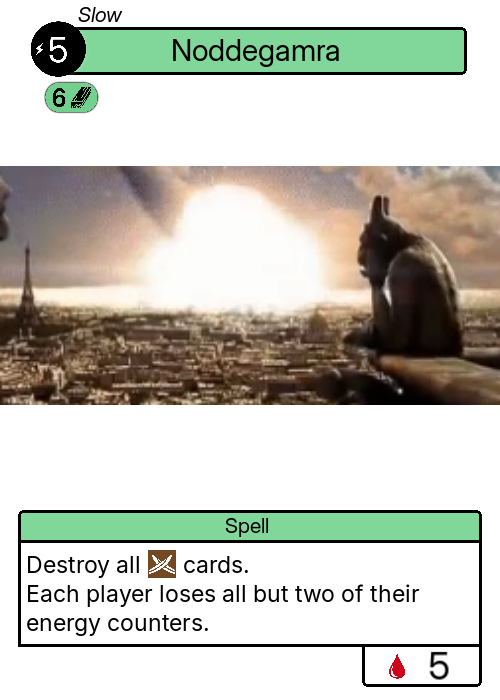 Slow
5 Noddegamra
6
Spell
Destroy all cards.
Each player loses all but two of their
energy counters.
5